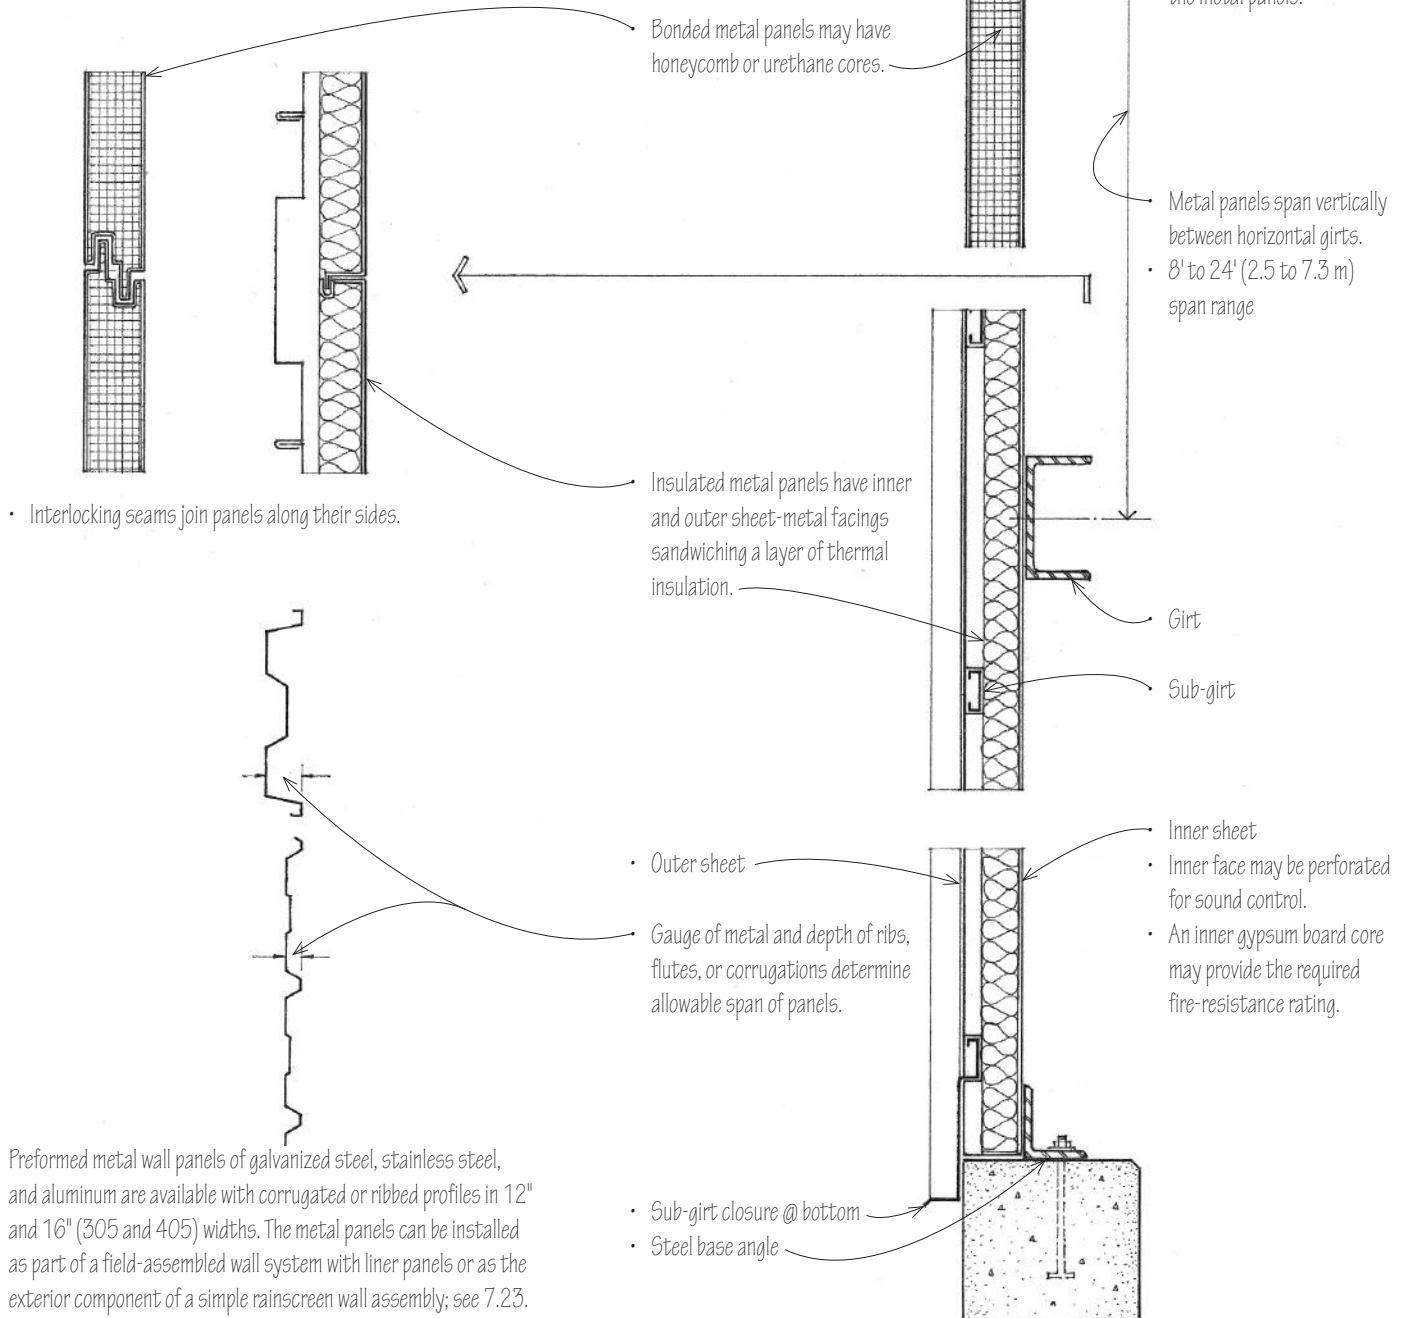 the metal panels.
• Bonded metal panels may have
honeycomb or urethane cores.
• Metal panels span vertically
between horizontal girts.
• 8' to 24' (2.5 to 7.3 m)
span range
• Interlocking seams join panels along their sides.
• Insulated metal panels have inner
and outer sheet-metal facings
sandwiching a layer of thermal
insulation.
• Girt
• Sub-girt
• Outer sheet
• Gauge of metal and depth of ribs,
flutes, or corrugations determine
allowable span of panels.
• Inner sheet
• Inner face may be perforated
for sound control.
• An inner gypsum board core
may provide the required
fire-resistance rating.
Preformed metal wall panels of galvanized steel, stainless steel,
and aluminum are available with corrugated or ribbed profiles in 12"
and 16" (305 and 405) widths. The metal panels can be installed
as part of a field-assembled wall system with liner panels or as the
exterior component of a simple rainscreen wall assembly; see 7.23.
• Sub-girt closure @ bottom
• Steel base angle